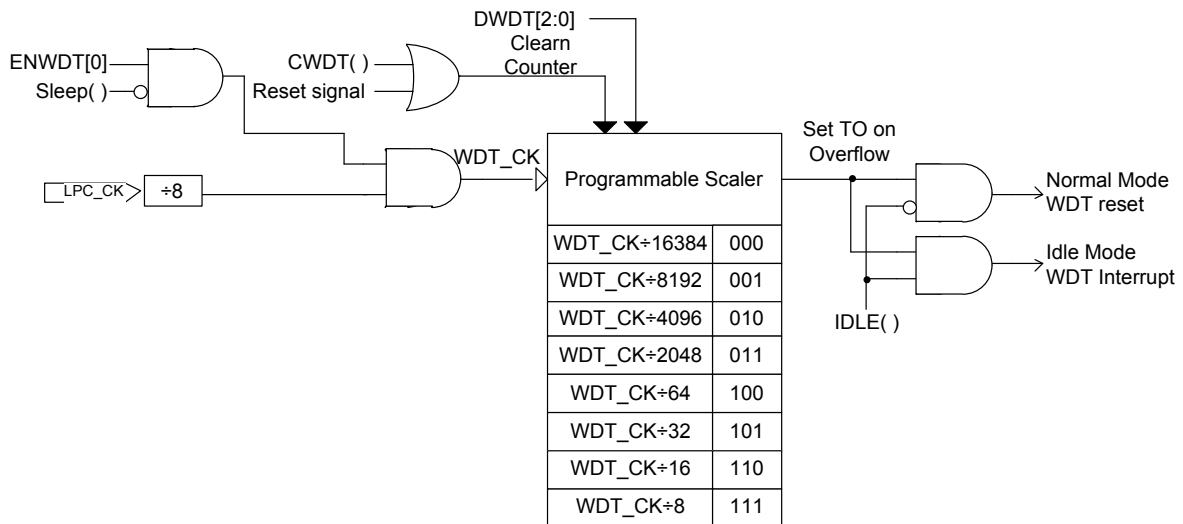 DWDT[2:0]
Clearn
Counter
ENWDT[0]
Sleep( )
CWDT( )
Reset signal
LPC_CK
÷8
WDT_CK
Programmable Scaler
Set TO on
Overflow
Normal Mode
WDT reset
Idle Mode
WDT Interrupt
IDLE( )
WDT_CK÷16384 000
WDT_CK÷8192 001
WDT_CK÷4096 010
WDT_CK÷2048 011
WDT_CK÷64 100
WDT_CK÷32 101
WDT_CK÷16 110
WDT_CK÷8 111